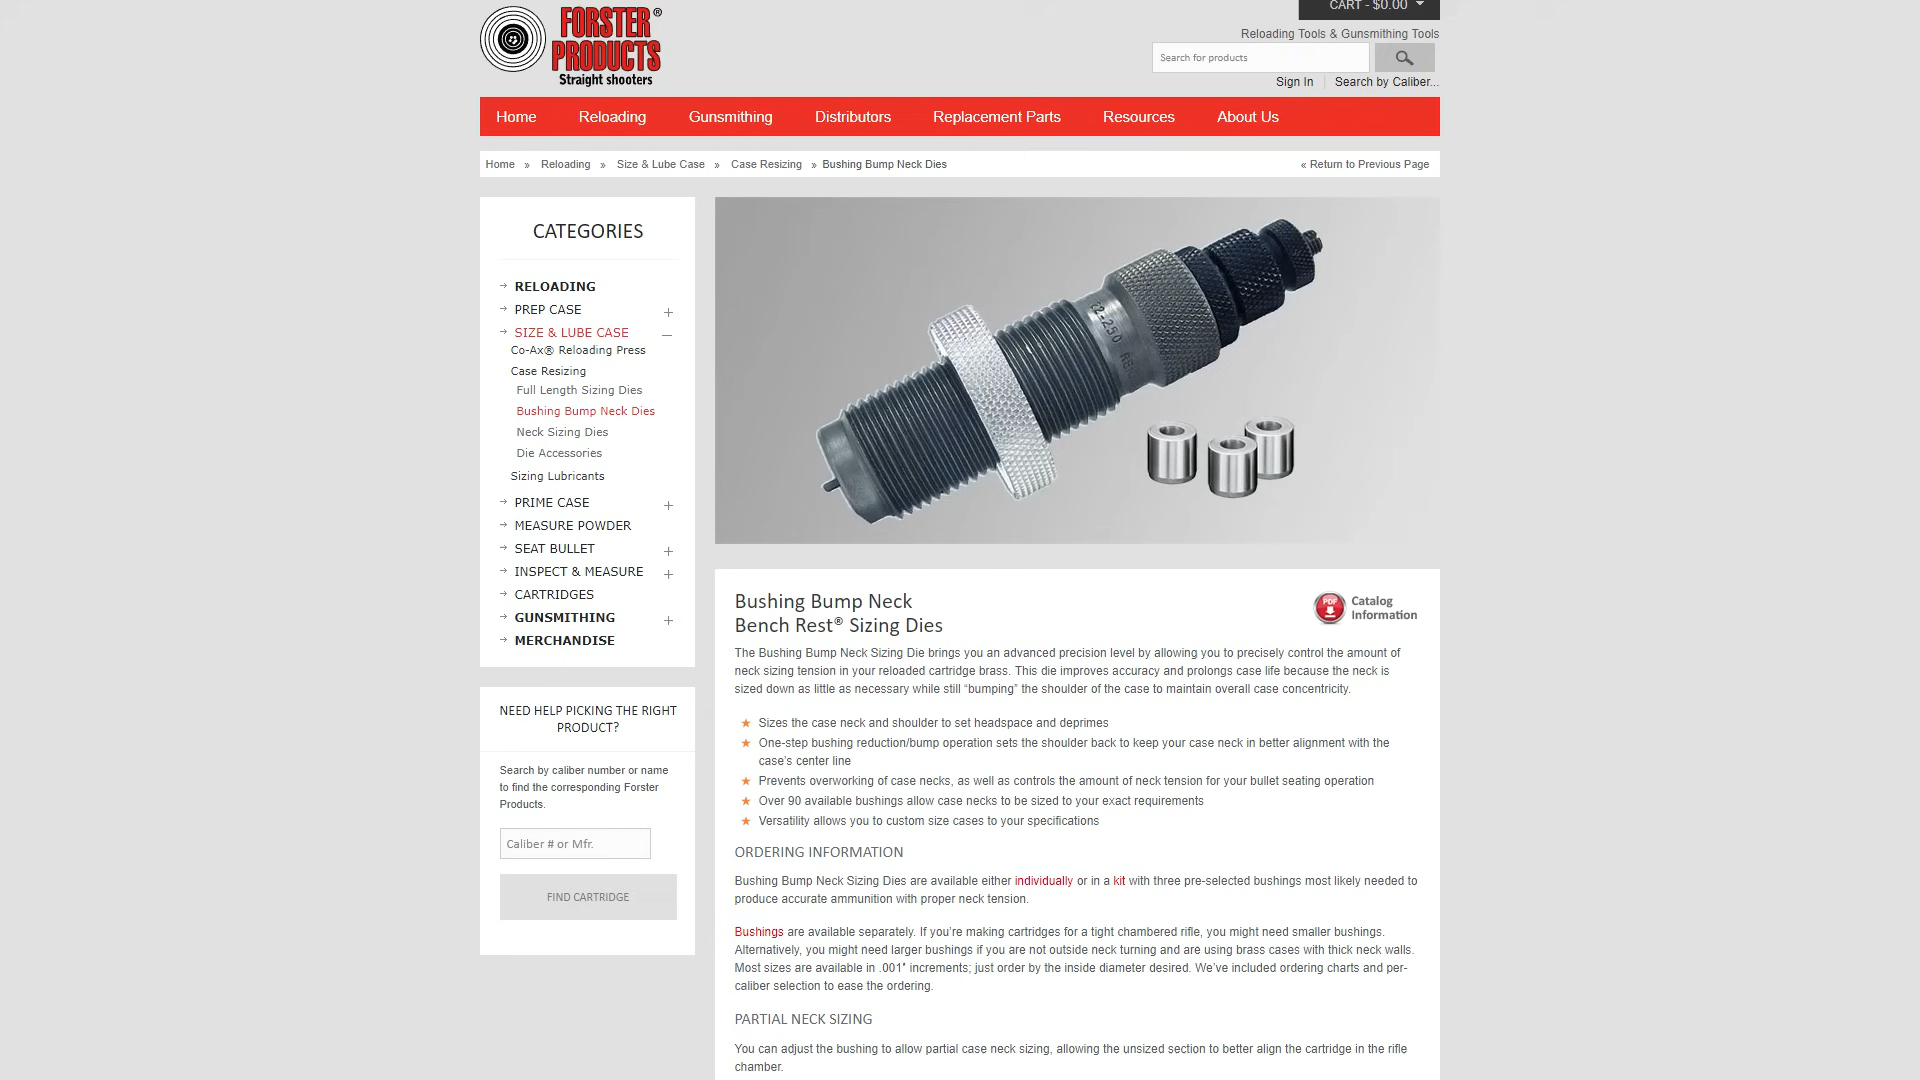 CART - $0.00
FORSTER®
PRODUCTS
Straight shooters
Reloading Tools & Gunsmithing Tools
Search for products
Sign In
Search by Caliber...
Home
Reloading
Gunsmithing
Distributors
Replacement Parts
Resources
About Us
Home » Reloading » Size & Lube Case » Case Resizing » Bushing Bump Neck Dies
« Return to Previous Page
CATEGORIES
RELOADING
PREP CASE
SIZE & LUBE CASE
Co-Ax® Reloading Press
Case Resizing
Full Length Sizing Dies
Bushing Bump Neck Dies
Neck Sizing Dies
Die Accessories
Sizing Lubricants
PRIME CASE
MEASURE POWDER
SEAT BULLET
INSPECT & MEASURE
CARTRIDGES
GUNSMITHING
MERCHANDISE
NEED HELP PICKING THE RIGHT
PRODUCT?
Search by caliber number or name
to find the corresponding Forster
Products.
Caliber # or Mfr.
FIND CARTRIDGE
22-250
Bushing Bump Neck
Bench Rest® Sizing Dies
PDF
Catalog
Information
The Bushing Bump Neck Sizing Die brings you an advanced precision level by allowing you to precisely control the amount of
neck sizing tension in your reloaded cartridge brass. This die improves accuracy and prolongs case life because the neck is
sized down as little as necessary while still “bumping” the shoulder of the case to maintain overall case concentricity.
Sizes the case neck and shoulder to set headspace and deprimes
One-step bushing reduction/bump operation sets the shoulder back to keep your case neck in better alignment with the
case’s center line
Prevents overworking of case necks, as well as controls the amount of neck tension for your bullet seating operation
Over 90 available bushings allow case necks to be sized to your exact requirements
Versatility allows you to custom size cases to your specifications
ORDERING INFORMATION
Bushing Bump Neck Sizing Dies are available either individually or in a kit with three pre-selected bushings most likely needed to
produce accurate ammunition with proper neck tension.
Bushings are available separately. If you’re making cartridges for a tight chambered rifle, you might need smaller bushings.
Alternatively, you might need larger bushings if you are not outside neck turning and are using brass cases with thick neck walls.
Most sizes are available in .001″ increments; just order by the inside diameter desired. We’ve included ordering charts and per-
caliber selection to ease the ordering.
PARTIAL NECK SIZING
You can adjust the bushing to allow partial case neck sizing, allowing the unsized section to better align the cartridge in the rifle
chamber.